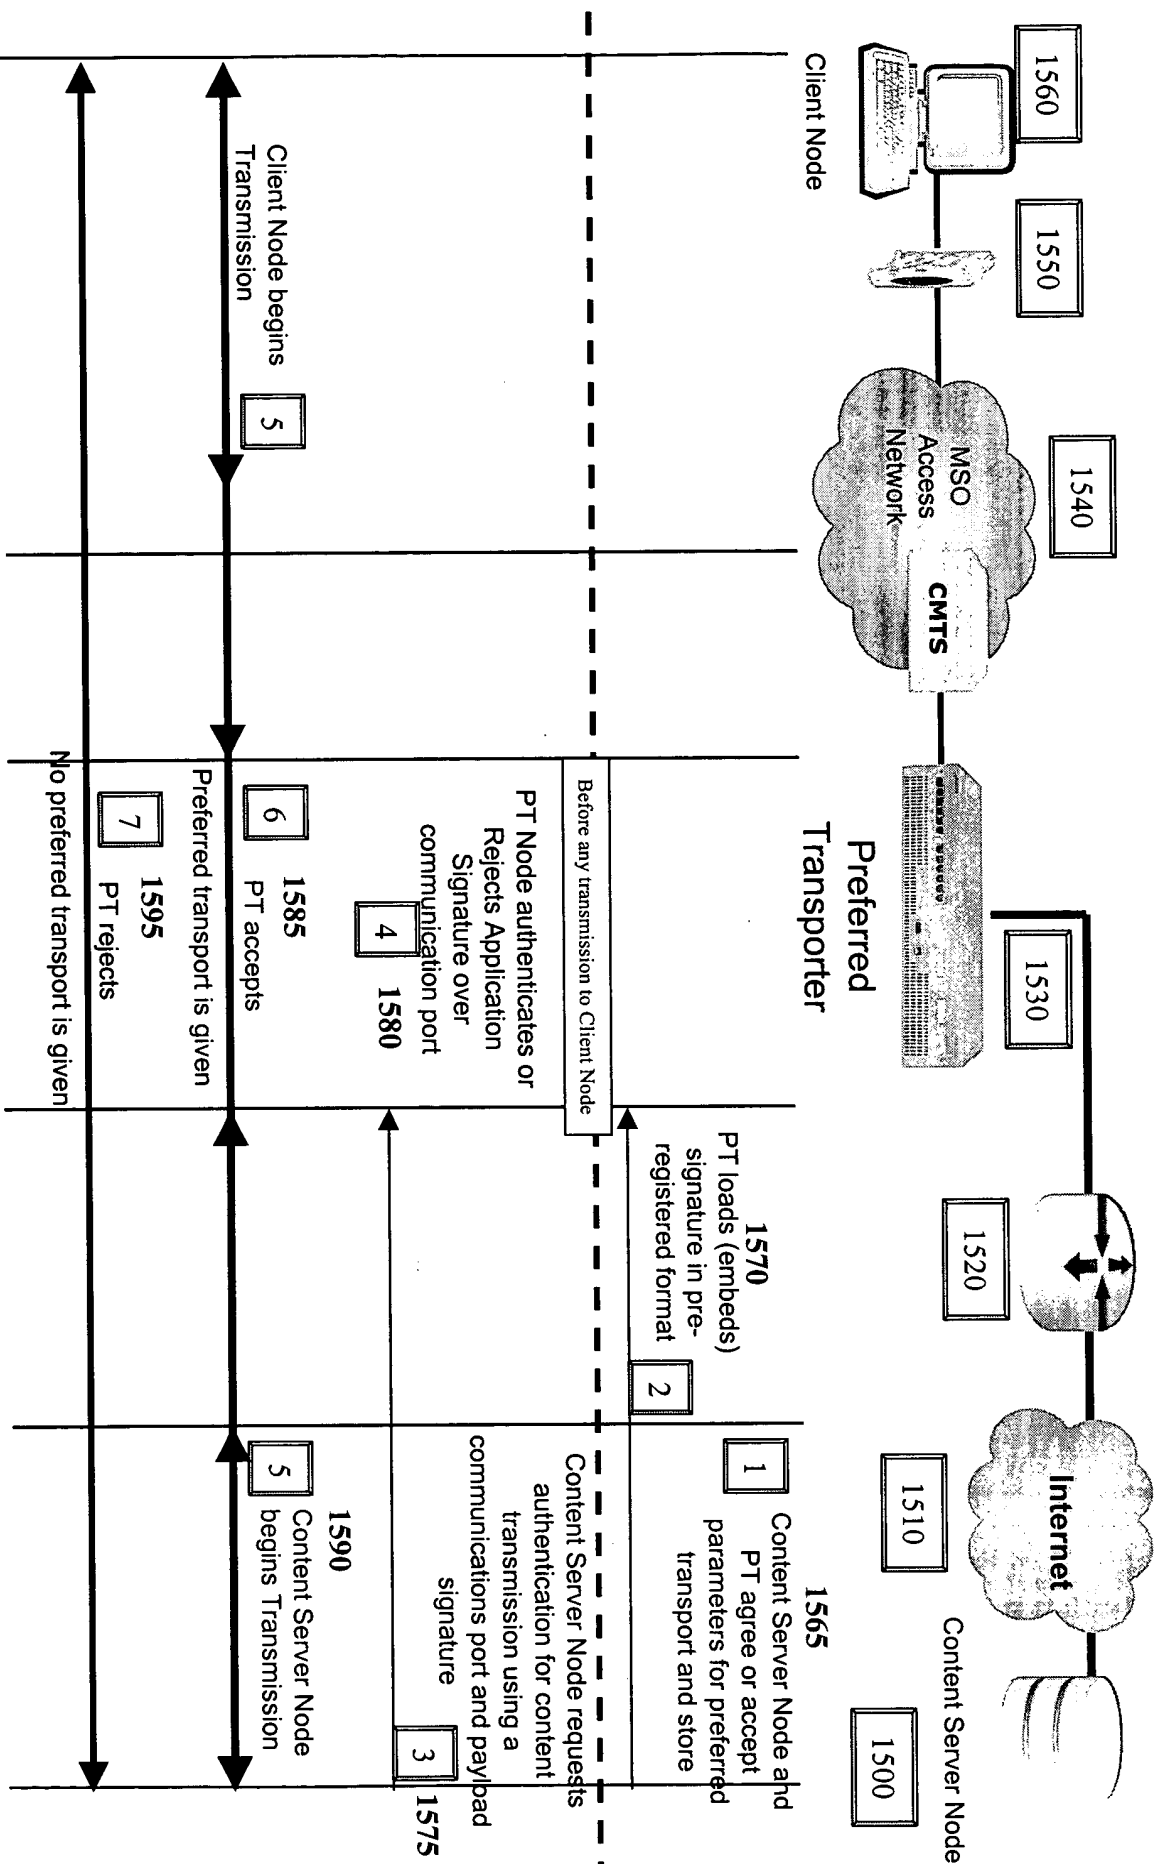 1560
1550
1540
1530
1520
1510
1500
Client Node
MSO
Access
Network
CMTS
Preferred
Transporter
Internet
Content Server Node
1565
1
Content Server Node and
PT agree or accept
parameters for preferred
transport and store
1570
PT loads (embeds)
signature in pre-
registered format
2
Before any transmission to Client Node
Content Server Node requests
authentication for content
transmission using a
communications port and payload
signature
3
1575
PT Node authenticates or
Rejects Application
Signature over
communication port
4
1580
Client Node begins
Transmission
5
6
1585
PT accepts
Preferred transport is given
1590
5
Content Server Node
begins Transmission
7
1595
PT rejects
No preferred transport is given